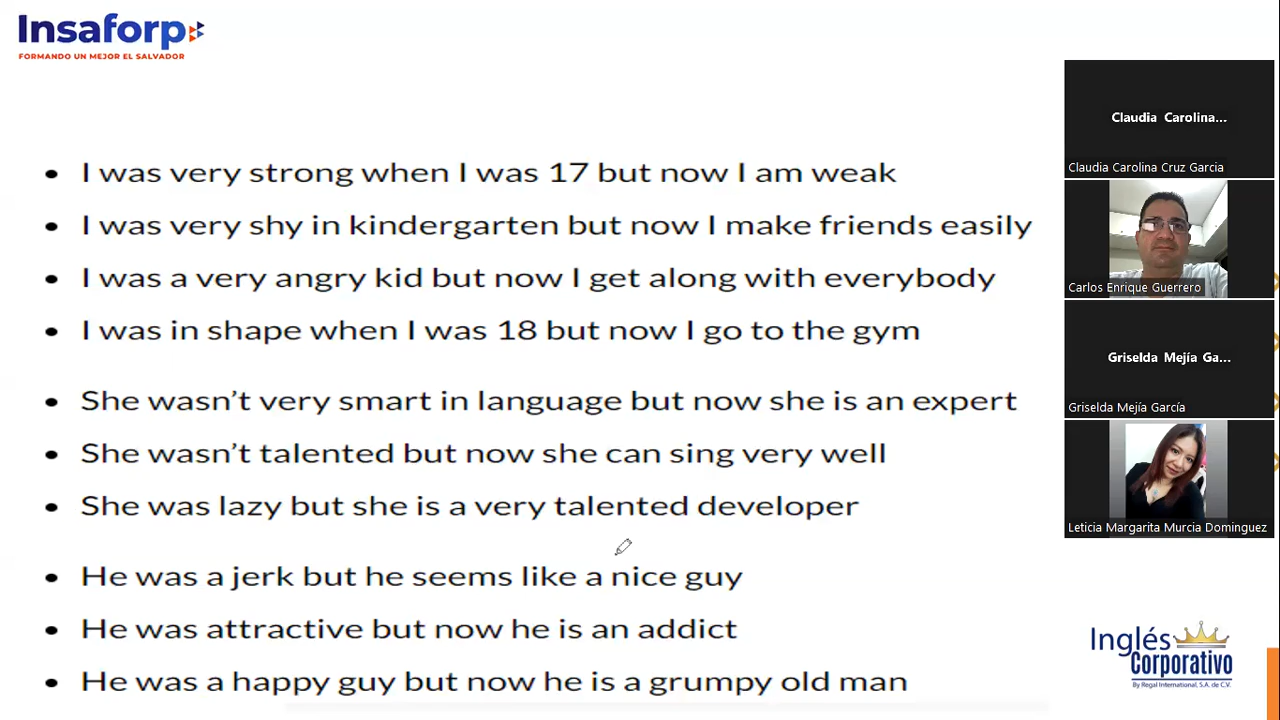 Insaforp
FORMANDO UN MEJOR EL SALVADOR
• I was very strong when I was 17 but now I am weak
• I was very shy in kindergarten but now I make friends easily
• I was a very angry kid but now I get along with everybody
• I was in shape when I was 18 but now I go to the gym
• She wasn't very smart in language but now she is an expert
• She wasn't talented but now she can sing very well
• She was lazy but she is a very talented developer
• He was a jerk but he seems like a nice guy
• He was attractive but now he is an addict
• He was a happy guy but now he is a grumpy old man
Claudia Carolina...
Claudia Carolina Cruz Garcia
Carlos Enrique Guerrero
Griselda Mejía Ga...
Griselda Mejía García
Leticia Margarita Murcia Dominguez
Inglés
Corporativo
By Regal International, S.A. de C.V.